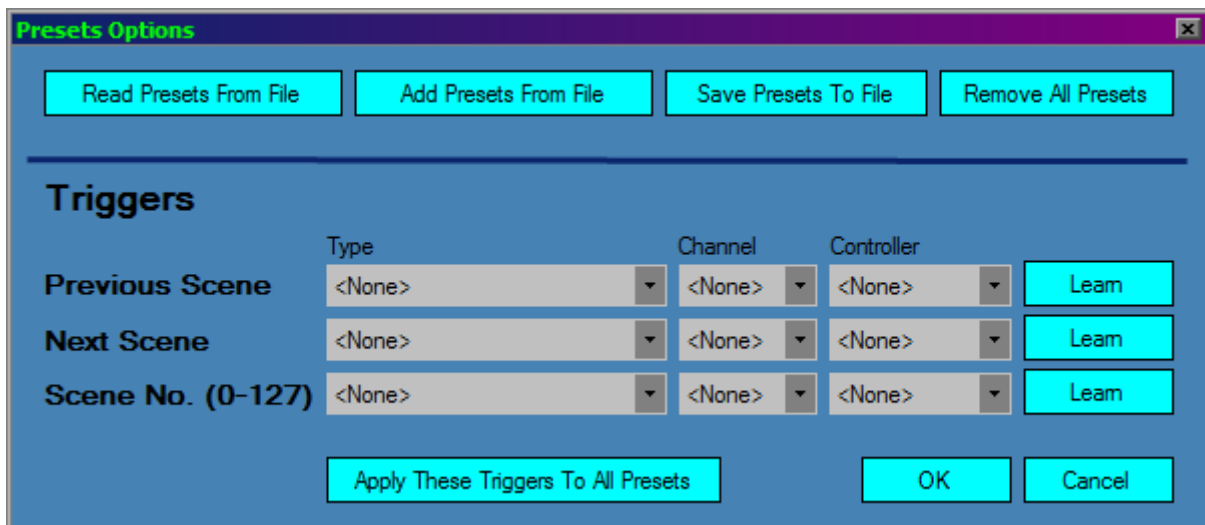 Presets Options
Read Presets From File Add Presets From File Save Presets To File Remove All Presets
Triggers
Type Channel Controller
Previous Scene <None> <None> <None> Learn
Next Scene <None> <None> <None> Learn
Scene No. (0-127) <None> <None> <None> Learn
Apply These Triggers To All Presets OK Cancel